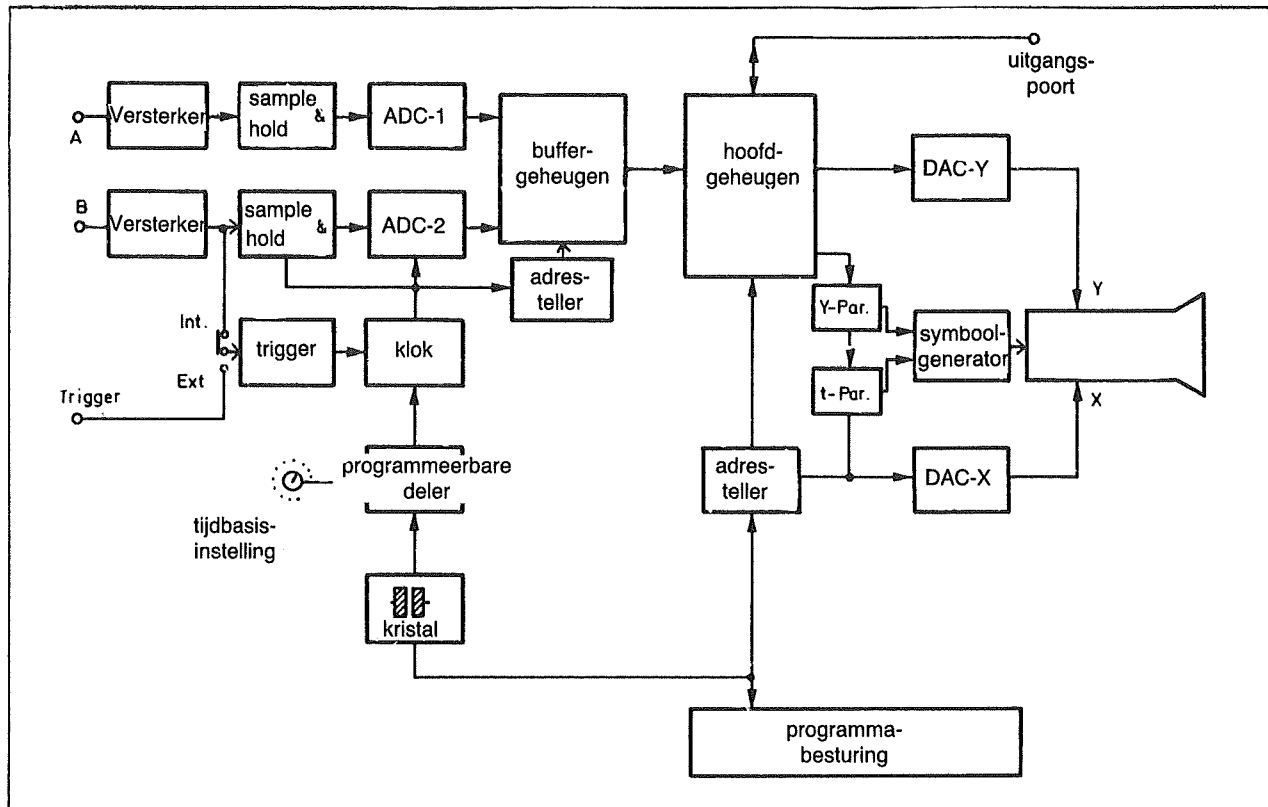 uitgangs-
poort
A
Versterker
sample
&
hold
ADC-1
buffer-
geheugen
hoofd-
geheugen
DAC-Y
B
Versterker
sample
&
hold
ADC-2
adres-
teller
Y-Par.
Y
Int.
trigger
klok
symbool-
generator
Ext
t-Par.
X
Trigger
programmeerbare
deler
adres-
teller
DAC-X
tijdbasis-
instelling
kristal
programma-
besturing